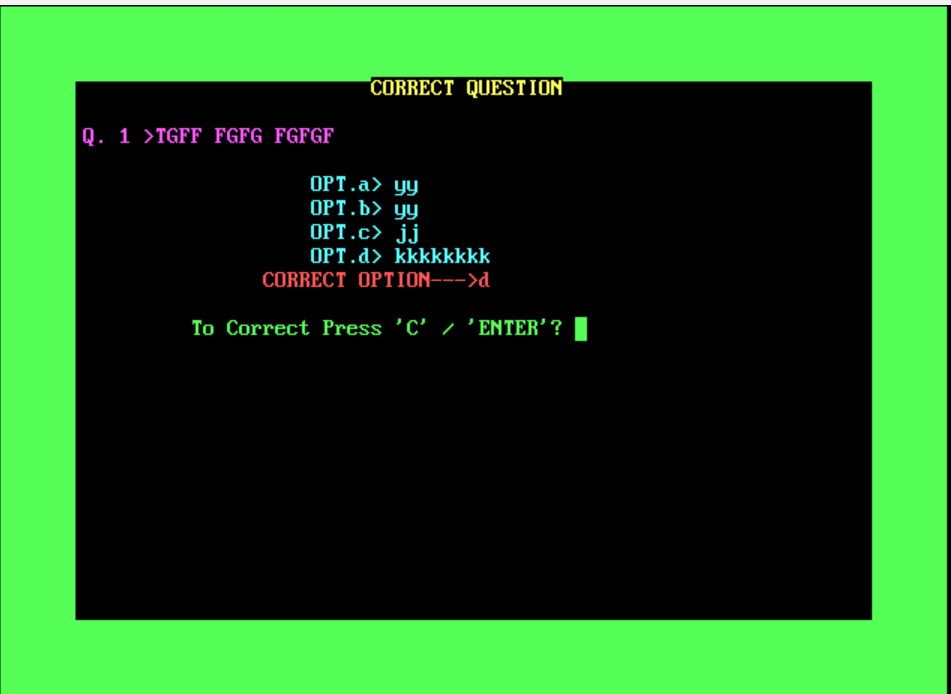 CORRECT QUESTION
Q. 1 >TGFF FGFG FGFGF
OPT.a> yy
OPT.b> yy
OPT.c> jj
OPT.d> kkkkkkkk
CORRECT OPTION--->d
To Correct Press 'C' / 'ENTER'?